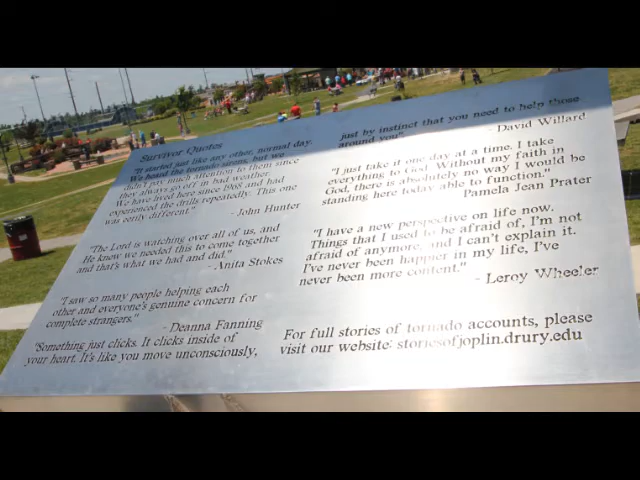 Survivor Quotes
"It started just like any other, normal day.
We heard the tornado sirens, but we
didn't pay much attention to them since
they always go off in bad weather.
We have lived here since 1968 and had
experienced the drills repeatedly. This one
was eerily different."
- John Hunter
"The Lord is watching over all of us, and
He know we needed this to come together
and that's what we had and did."
- Anita Stokes
"I saw so many people helping each
other and everyone's genuine concern for
complete strangers."
- Deanna Fanning
"Something just clicks. It clicks inside of
your heart. It's like you move unconsciously,
just by instinct that you need to help those
around you".
- David Willard
"I just take it one day at a time. I take
everything to God. Without my faith in
God, there is absolutely no way I would be
standing here today able to function."
Pamela Jean Prater
"I have a new perspective on life now.
Things that I used to be afraid of, I'm not
afraid of anymore, and I can't explain it.
I've never been happier in my life, I've
never been more content."
- Leroy Wheeler
For full stories of tornado accounts, please
visit our website: storiesofjoplin.drury.edu